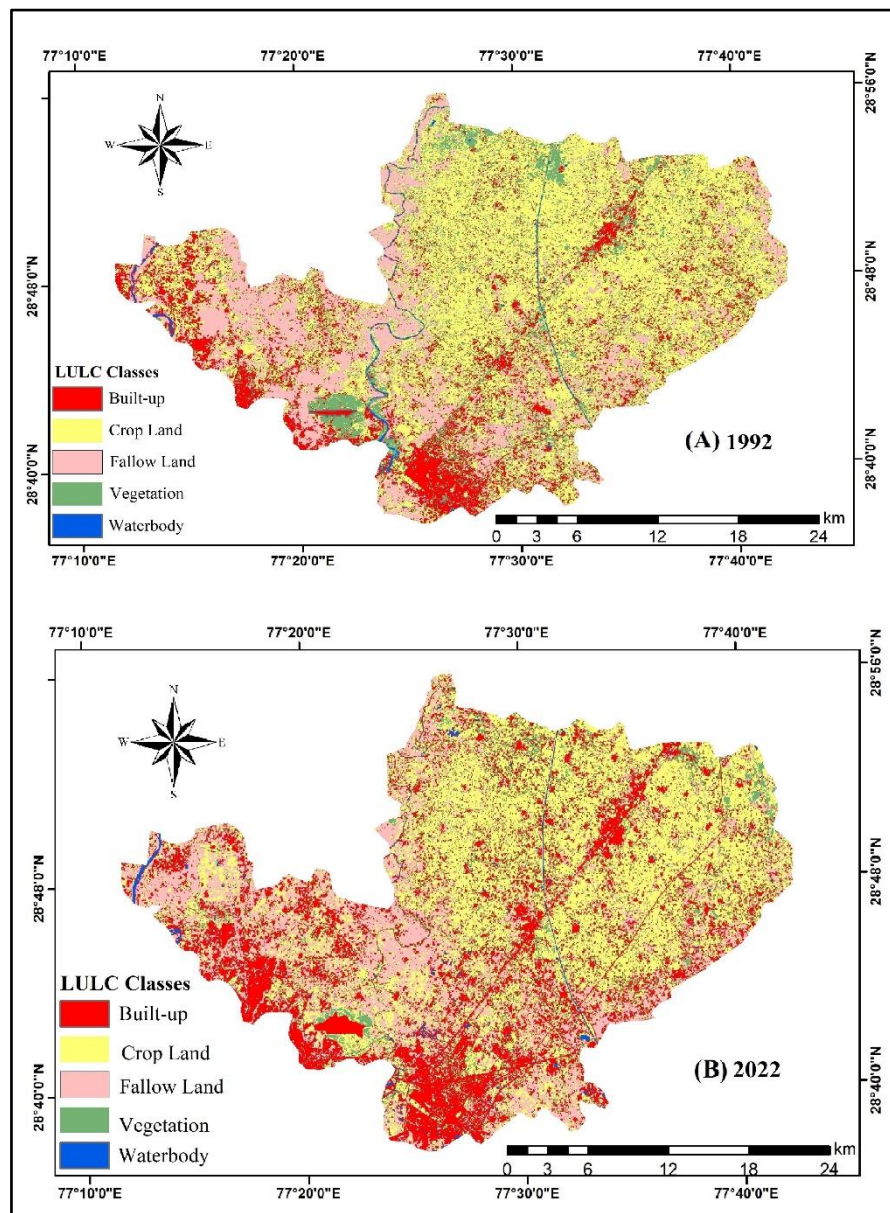 77°10'0"E 77°20'0"E 77°30'0"E 77°40'0"E
28°56'0"N
N
W E
S
28°48'0"N 28°48'0"N
LULC Classes
Built-up
Crop Land
Fallow Land
Vegetation
Waterbody
(A) 1992
28°40'0"N 28°40'0"N
km
0 3 6 12 18 24
77°10'0"E 77°20'0"E 77°30'0"E 77°40'0"E
77°10'0"E 77°20'0"E 77°30'0"E 77°40'0"E
28°56'0"N
N
W E
S
28°48'0"N 28°48'0"N
LULC Classes
Built-up
Crop Land
Fallow Land
Vegetation
Waterbody
(B) 2022
28°40'0"N 28°40'0"N
km
0 3 6 12 18 24
77°10'0"E 77°20'0"E 77°30'0"E 77°40'0"E